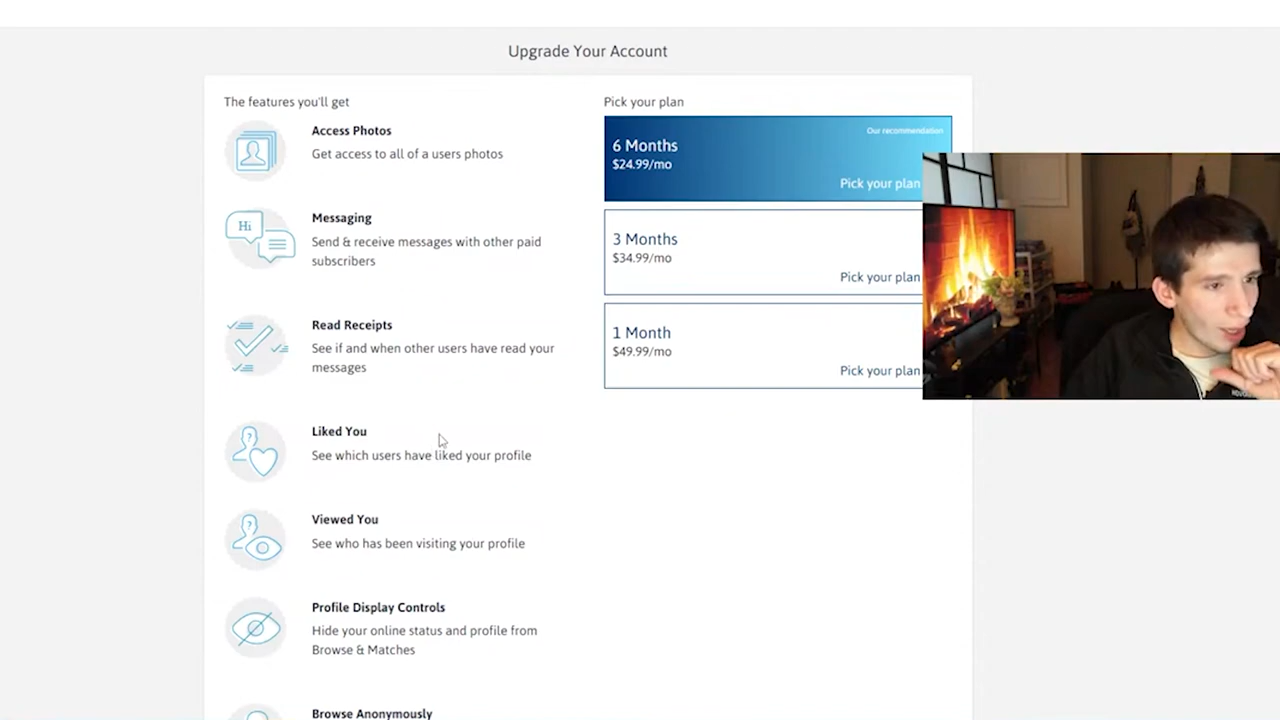 Upgrade Your Account
The features you'll get
Access Photos
Get access to all of a users photos
Hi
Messaging
Send & receive messages with other paid
subscribers
Read Receipts
See if and when other users have read your
messages
Liked You
See which users have liked your profile
Viewed You
See who has been visiting your profile
Profile Display Controls
Hide your online status and profile from
Browse & Matches
Browse Anonymously
Pick your plan
Our recommendation
6 Months
$24.99/mo
Pick your plan
3 Months
$34.99/mo
Pick your plan
1 Month
$49.99/mo
Pick your plan